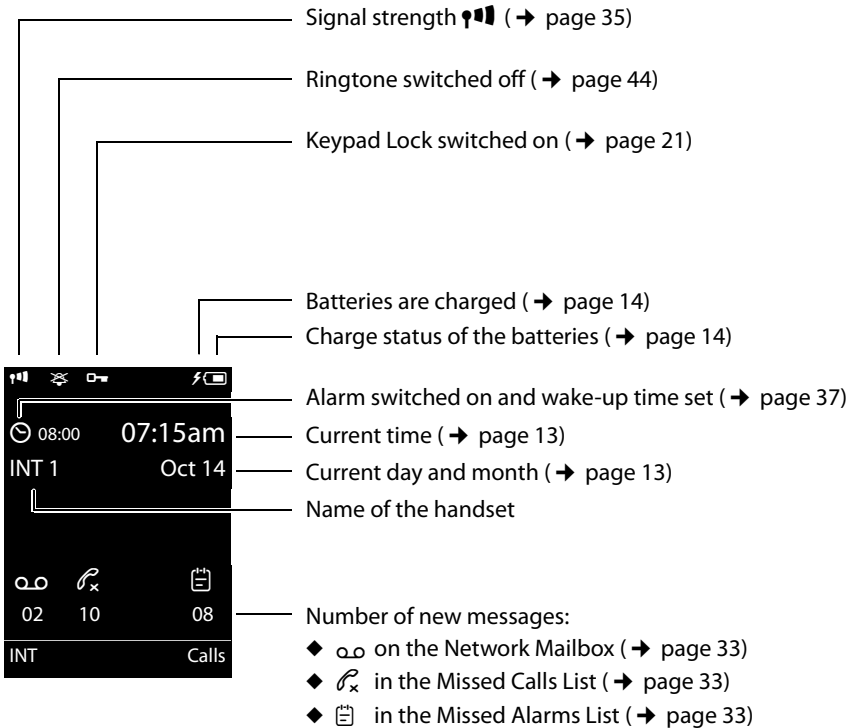 Signal strength (➔ page 35)
Ringtone switched off (➔ page 44)
Keypad Lock switched on (➔ page 21)
Batteries are charged (➔ page 14)
Charge status of the batteries (➔ page 14)
Alarm switched on and wake-up time set (➔ page 37)
08:00 07:15am
Current time (➔ page 13)
INT 1 Oct 14
Current day and month (➔ page 13)
Name of the handset
02 10 08
Number of new messages:
INT Calls
◆ on the Network Mailbox (➔ page 33)
◆ in the Missed Calls List (➔ page 33)
◆ in the Missed Alarms List (➔ page 33)